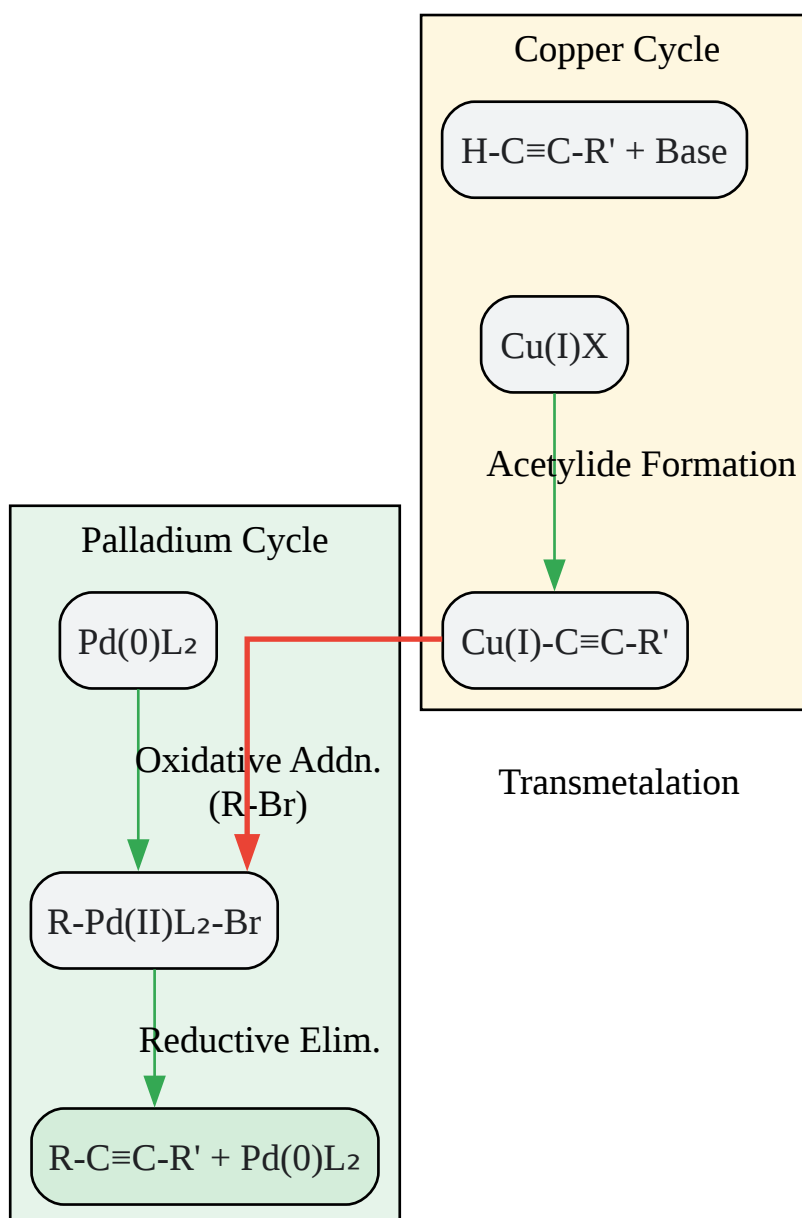 Copper Cycle
H-C≡C-R' + Base
Cu(I)X
Acetylide Formation
Cu(I)-C≡C-R'
Transmetalation
Palladium Cycle
Pd(0)L₂
Oxidative Addn.
(R-Br)
R-Pd(II)L₂-Br
Reductive Elim.
R-C≡C-R' + Pd(0)L₂